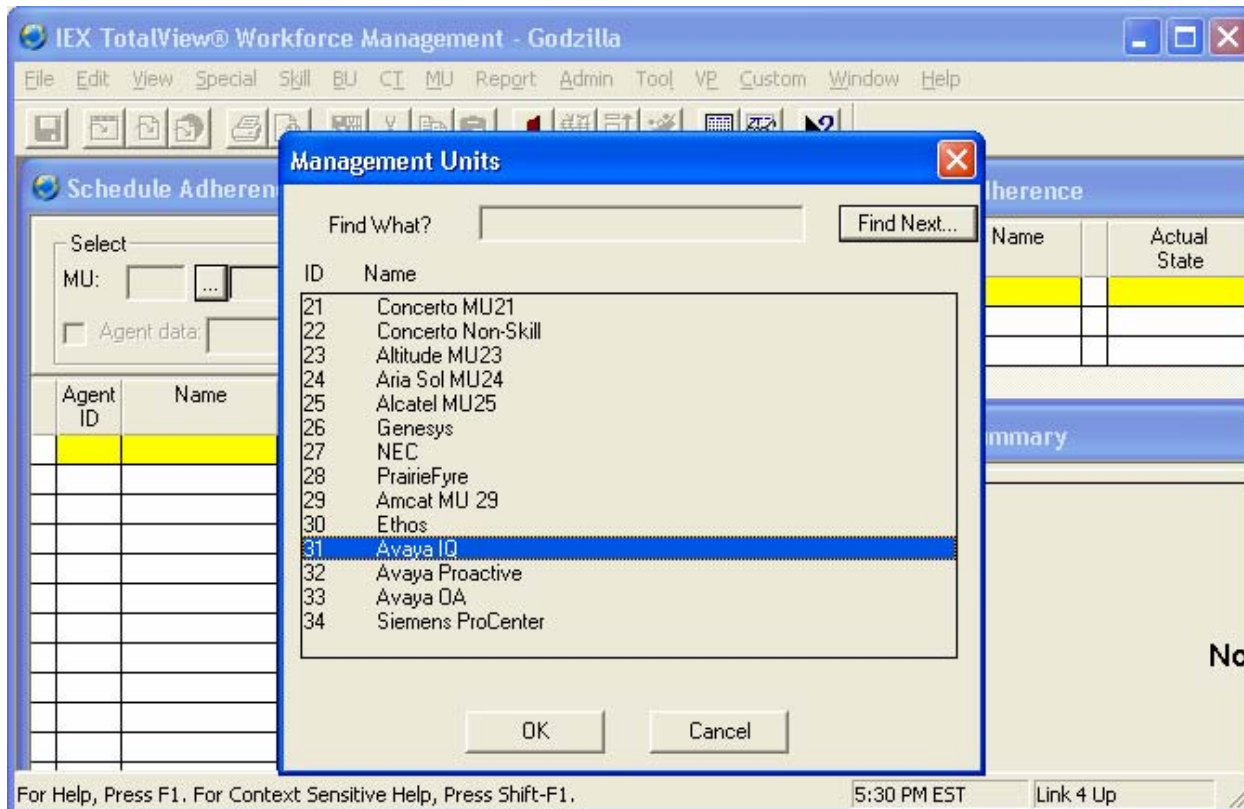 IEX TotalView® Workforce Management - Godzilla
File Edit View Special Skill BU CT MU Report Admin Tool VP Custom Window Help
Schedule Adheren
Select
MU: ...
Agent data:
Agent ID Name
Management Units
Find What? Find Next...
ID Name
21 Concerto MU21
22 Concerto Non-Skill
23 Altitude MU23
24 Aria Sol MU24
25 Alcatel MU25
26 Genesys
27 NEC
28 PrairieFyre
29 Amcat MU 29
30 Ethos
31 Avaya IQ
32 Avaya Proactive
33 Avaya OA
34 Siemens ProCenter
OK Cancel
dherence
Name Actual
State
ummary
No
For Help, Press F1. For Context Sensitive Help, Press Shift-F1. 5:30 PM EST Link 4 Up